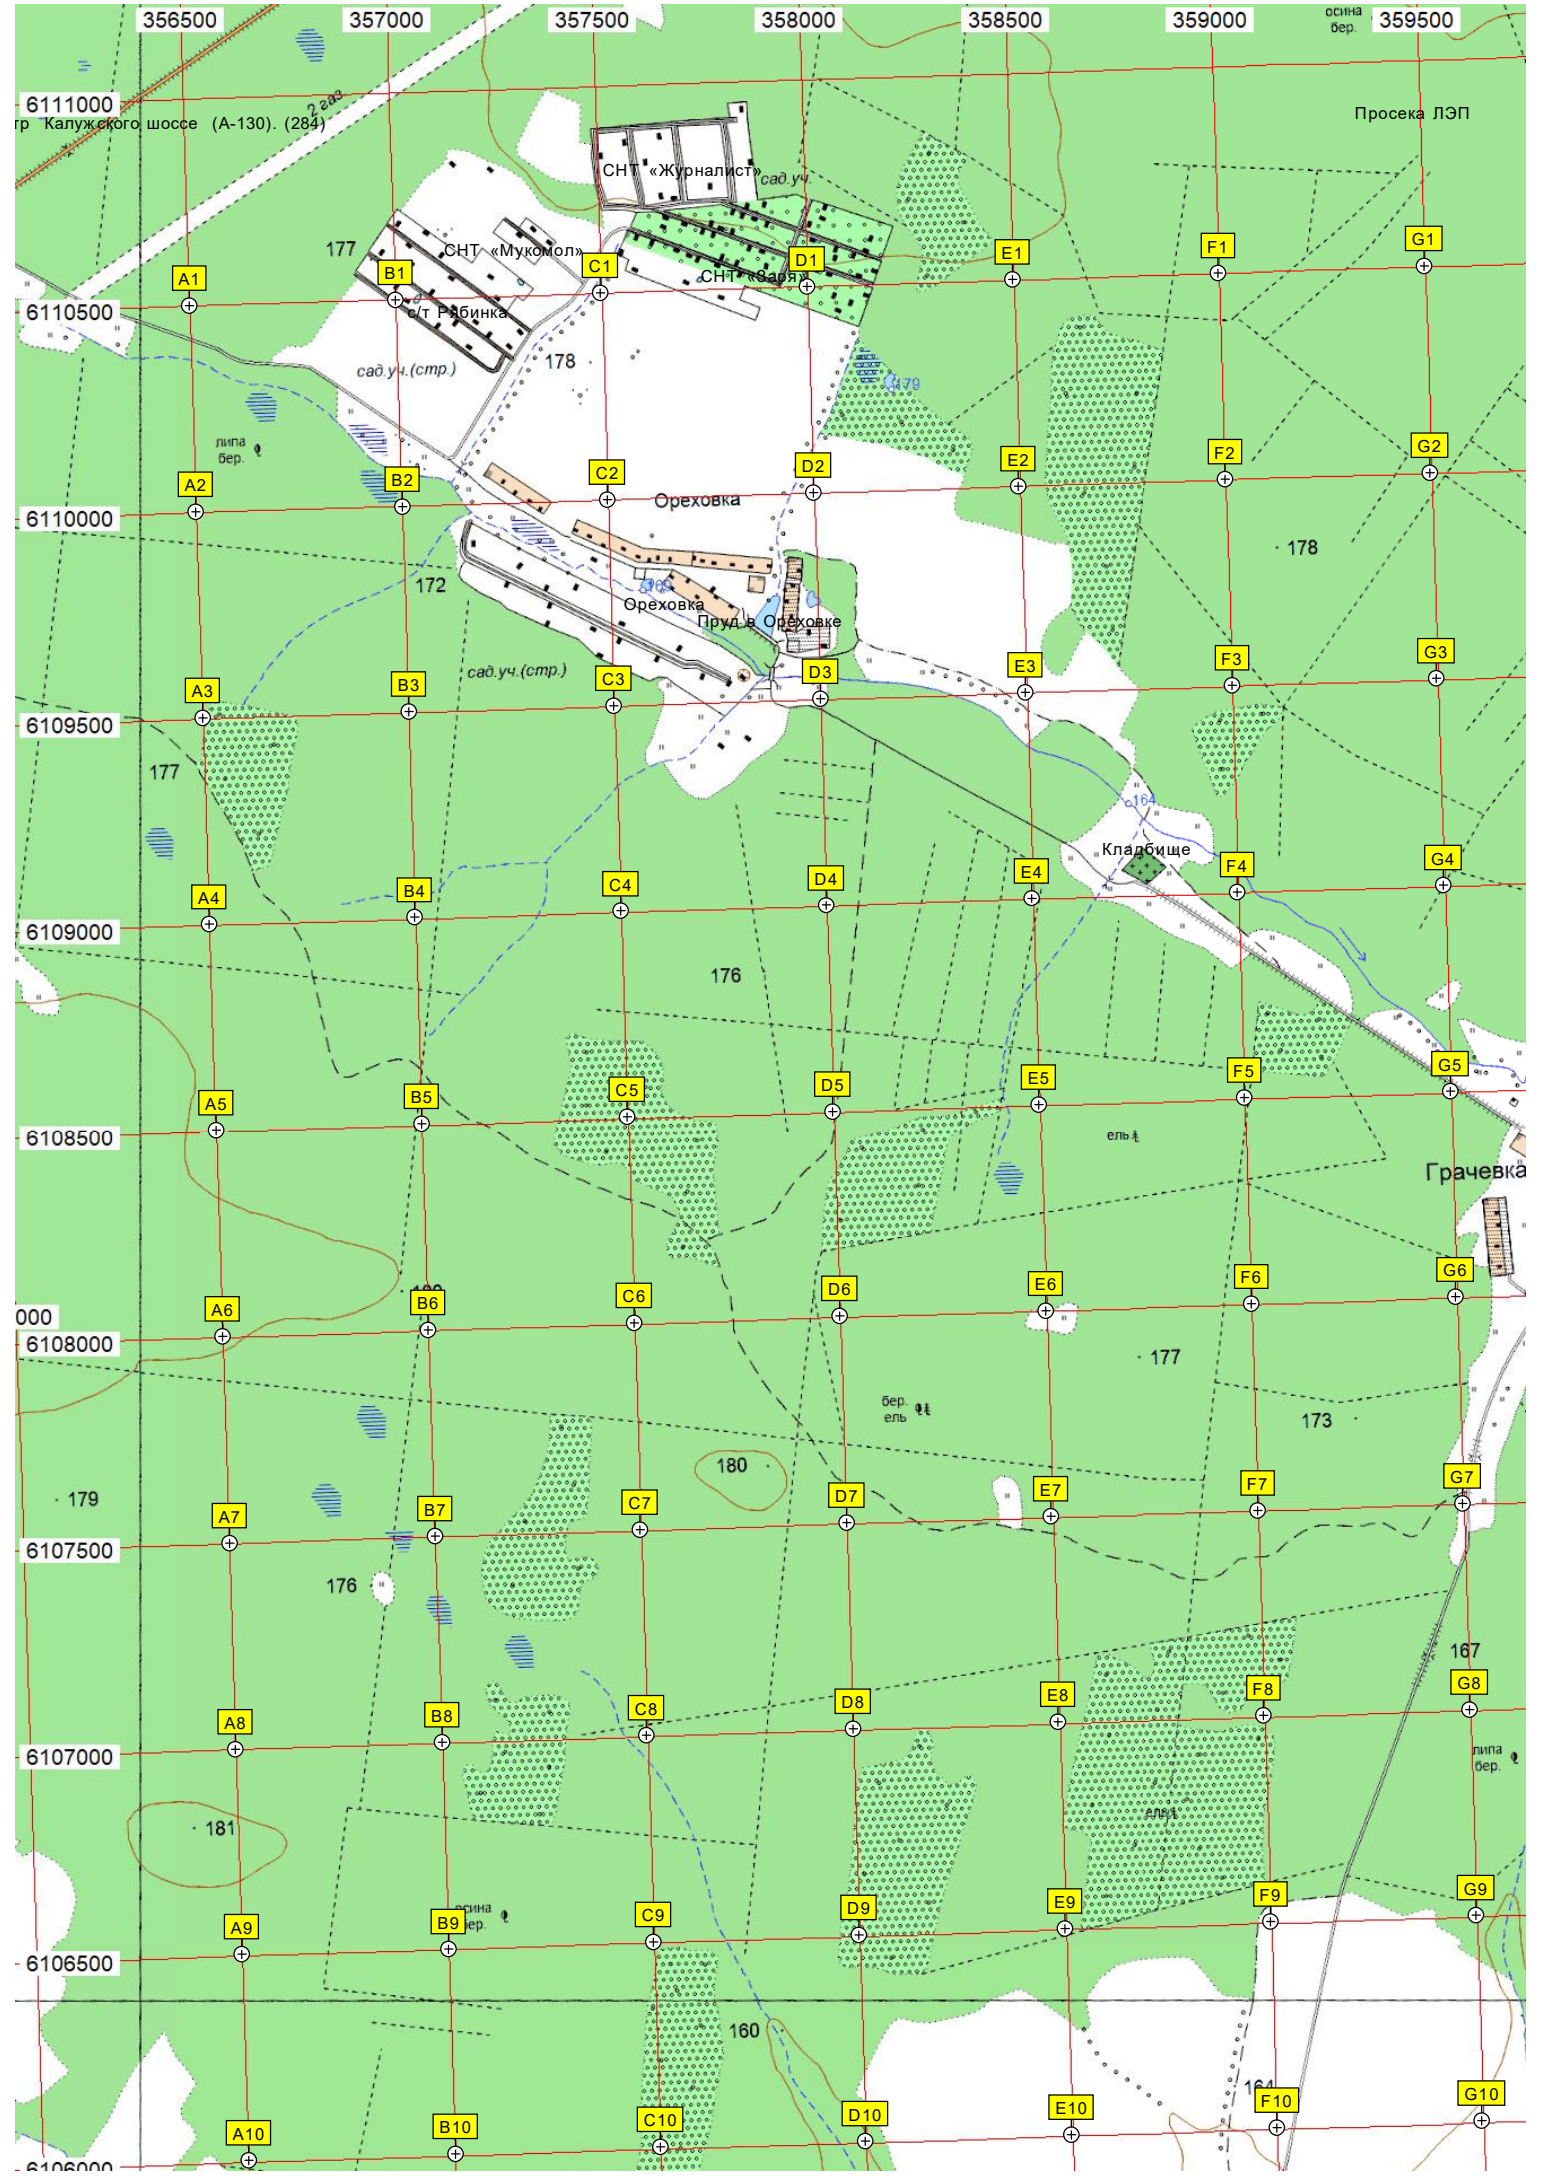 356500 357000 357500 358000 358500 359000 359500
осина
бер.
6111000
2 газ.
тр Калужского шоссе (А-130). (284)
Просека ЛЭП
СНТ «Журналист»
сад.уч.
177
СНТ «Мукомол»
A1 B1 C1 D1 E1 F1 G1
СНТ «Заря»
6110500
с/т Рябинка
178
сад.уч.(стр.)
179
липа
бер.
A2 B2 C2 D2 E2 F2 G2
Ореховка
6110000
178
172
Ореховка
Пруд в Ореховке
сад.уч.(стр.)
A3 B3 C3 D3 E3 F3 G3
6109500
177
164
Кладбище
A4 B4 C4 D4 E4 F4 G4
6109000
176
A5 B5 C5 D5 E5 F5 G5
6108500
ель
Грачевка
A6 B6 C6 D6 E6 F6 G6
000
6108000
177
бер.
ель
173
180
179
A7 B7 C7 D7 E7 F7 G7
6107500
176
167
A8 B8 C8 D8 E8 F8 G8
6107000
липа
бер.
181
ель
осина
бер.
A9 B9 C9 D9 E9 F9 G9
6106500
160
164
A10 B10 C10 D10 E10 F10 G10
6106000